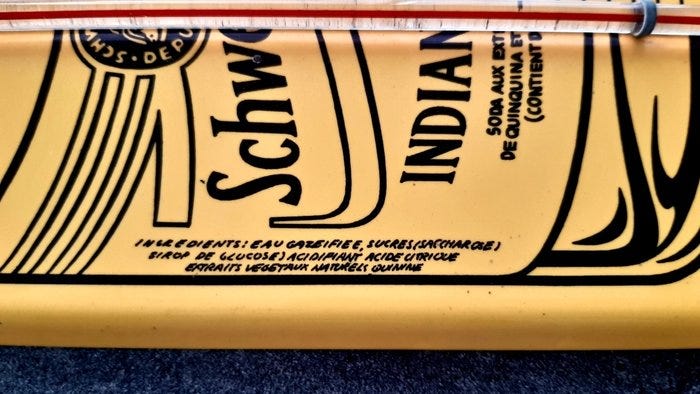 SCHW • DEPU
Schwe
INDIAN
SODA AUX EXT
DE QUINQUINA ET
(CONTIENT D
INGREDIENTS: EAU GAZEIFIEE, SUCRES (SACCHAROSE)
SIROP DE GLUCOSE) ACIDIFIANT ACIDE CITRIQUE
EXTRAITS VEGETAUX NATURELS QUININE